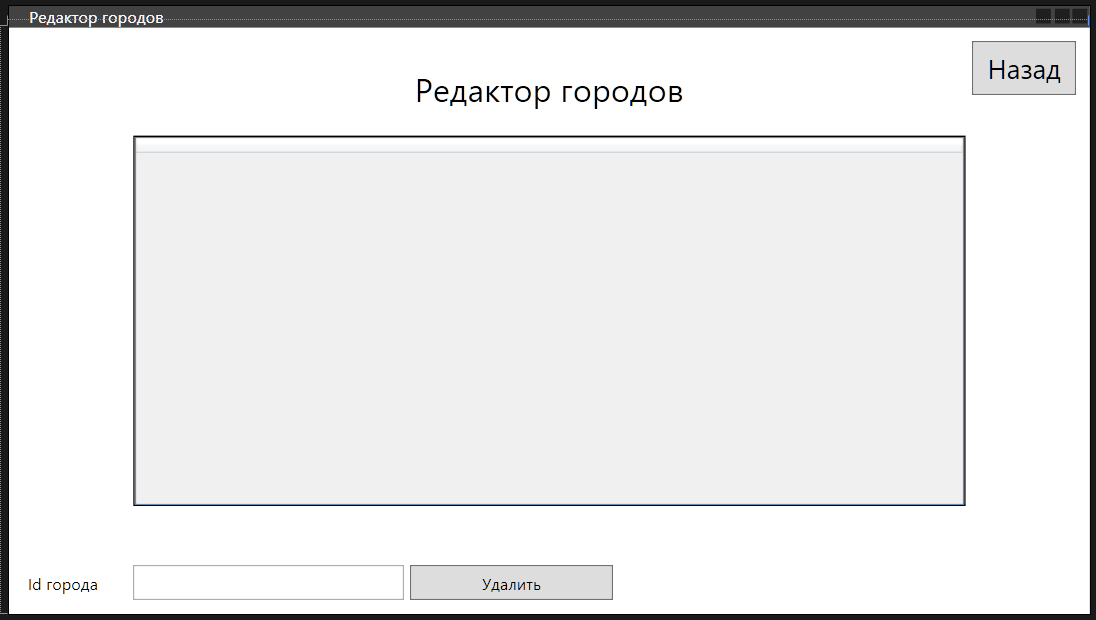 Редактор городов
Назад
Редактор городов
Id города
Удалить